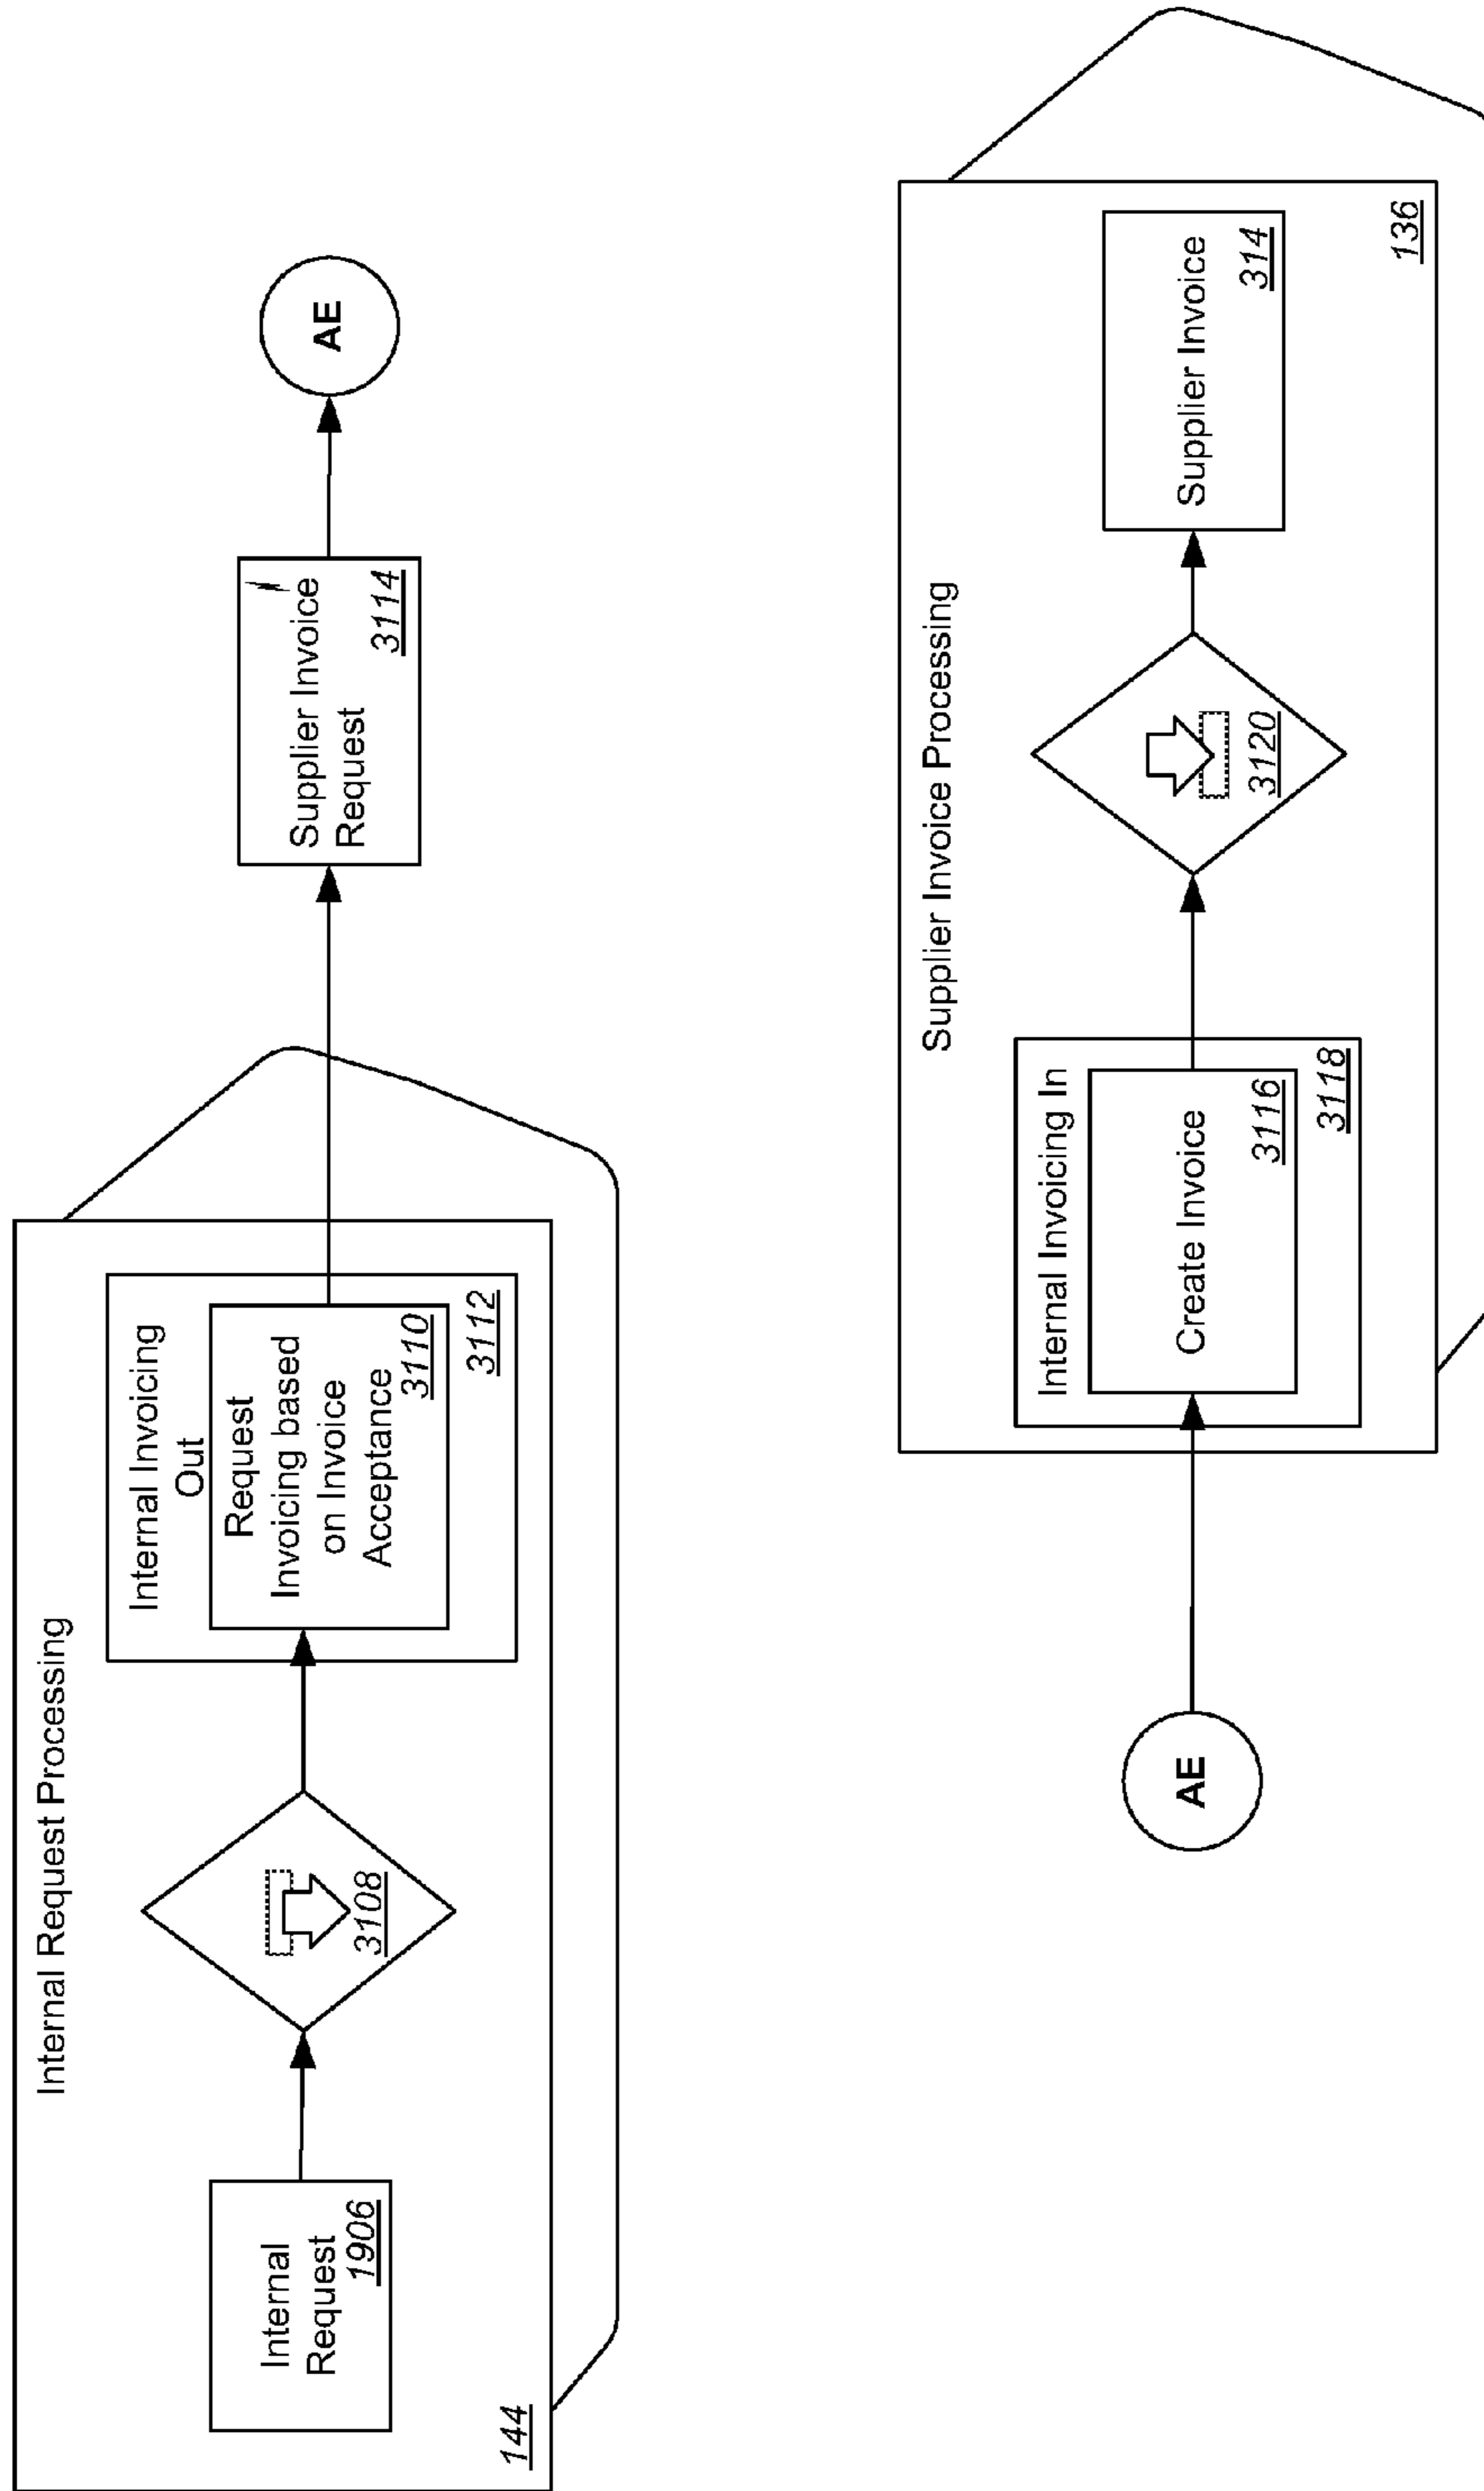 Internal Request Processing
Internal
Request
1906
3108
Internal Invoicing
Out
Request
Invoicing based
on Invoice
Acceptance
3110
3112
144
Supplier Invoice
Request
3114
AE
AE
Supplier Invoice Processing
Internal Invoicing In
Create Invoice
3116
3118
3120
Supplier Invoice
314
136